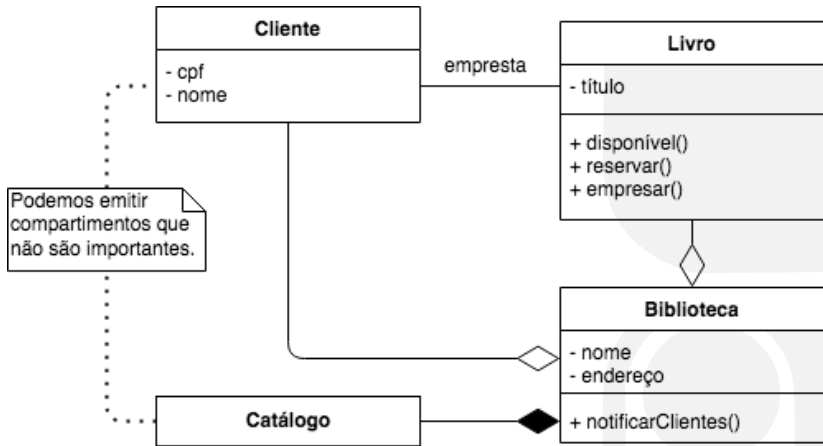 Cliente
- cpf
- nome
empresta
Livro
- título
+ disponível()
+ reservar()
+ empresar()
Podemos emitir
compartimentos que
não são importantes.
Biblioteca
- nome
- endereço
+ notificarClientes()
Catálogo